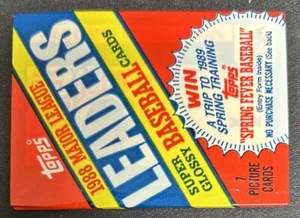 Topps
1988 MAJOR LEAGUE
LEADERS
SUPER GLOSSY BASEBALL CARDS
WIN
A TRIP TO 1989
SPRING TRAINING
Topps
SPRING FEVER BASEBALL
(Entry Form Inside)
NO PURCHASE NECESSARY (See back)
7
PICTURE
CARDS